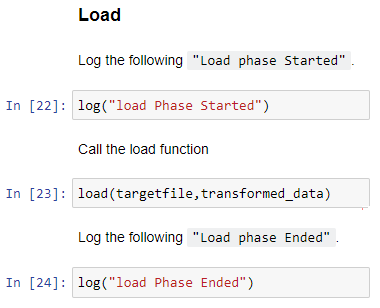 Load
Log the following "Load phase Started".
In [22]: log("load Phase Started")
Call the load function
In [23]: load(targetfile,transformed_data)
Log the following "Load phase Ended".
In [24]: log("load Phase Ended")